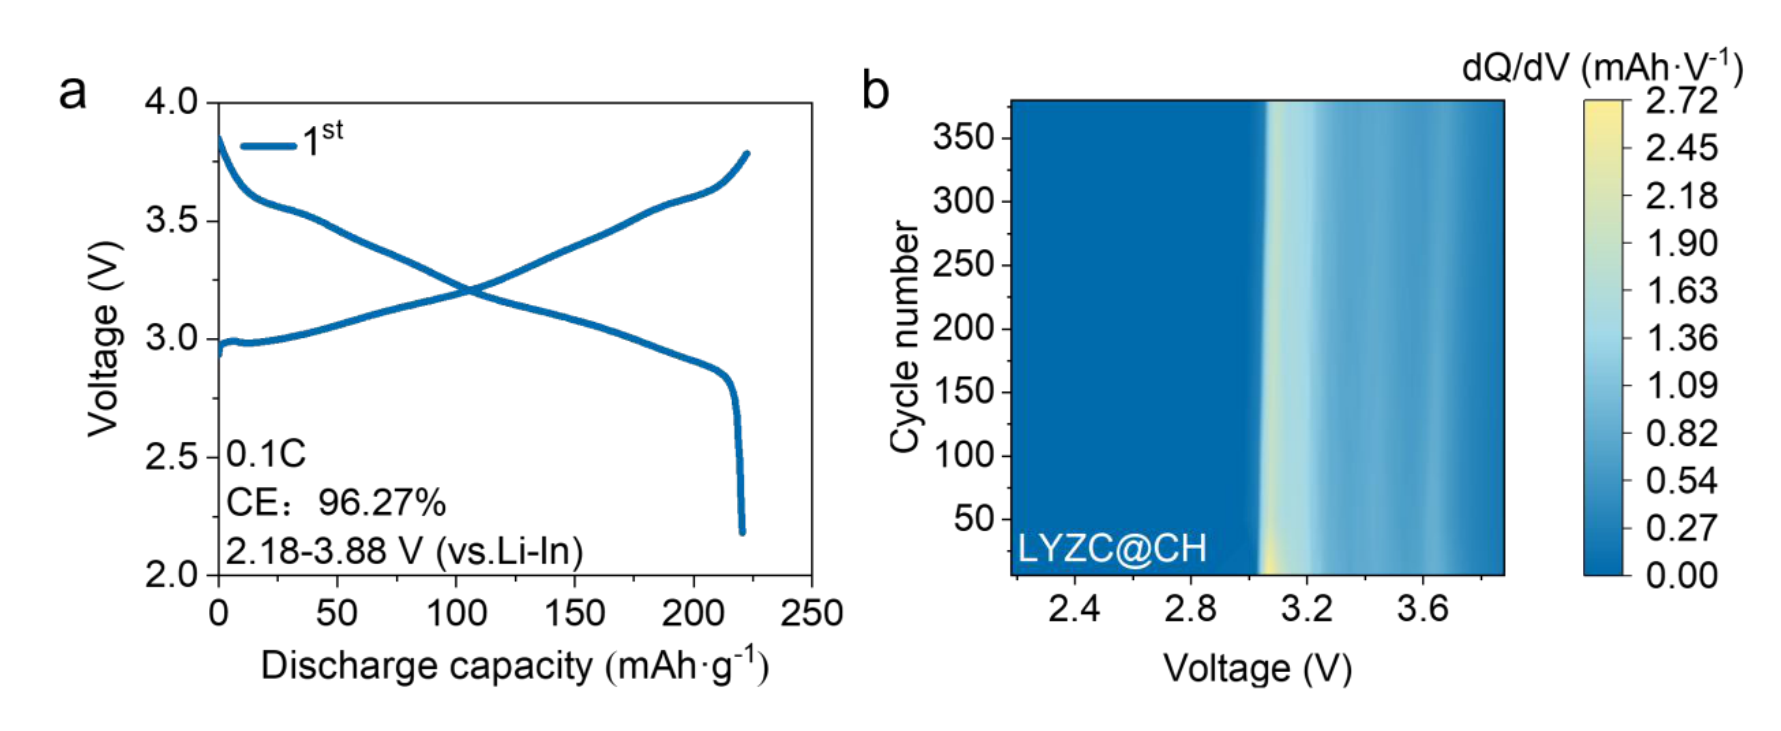 a
4.0
3.5
3.0
2.5
2.0
Voltage (V)
1st
0.1C
CE：96.27%
2.18-3.88 V (vs.Li-In)
0 50 100 150 200 250
Discharge capacity (mAh·g-1)
b
350
300
250
200
150
100
50
Cycle number
LYZC@CH
2.4 2.8 3.2 3.6
Voltage (V)
dQ/dV (mAh·V-1)
2.72
2.45
2.18
1.90
1.63
1.36
1.09
0.82
0.54
0.27
0.00